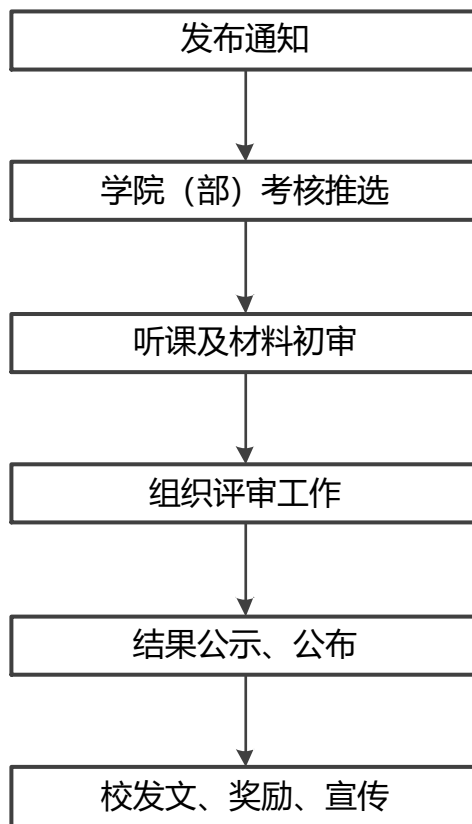 发布通知
学院（部）考核推选
听课及材料初审
组织评审工作
结果公示、公布
校发文、奖励、宣传